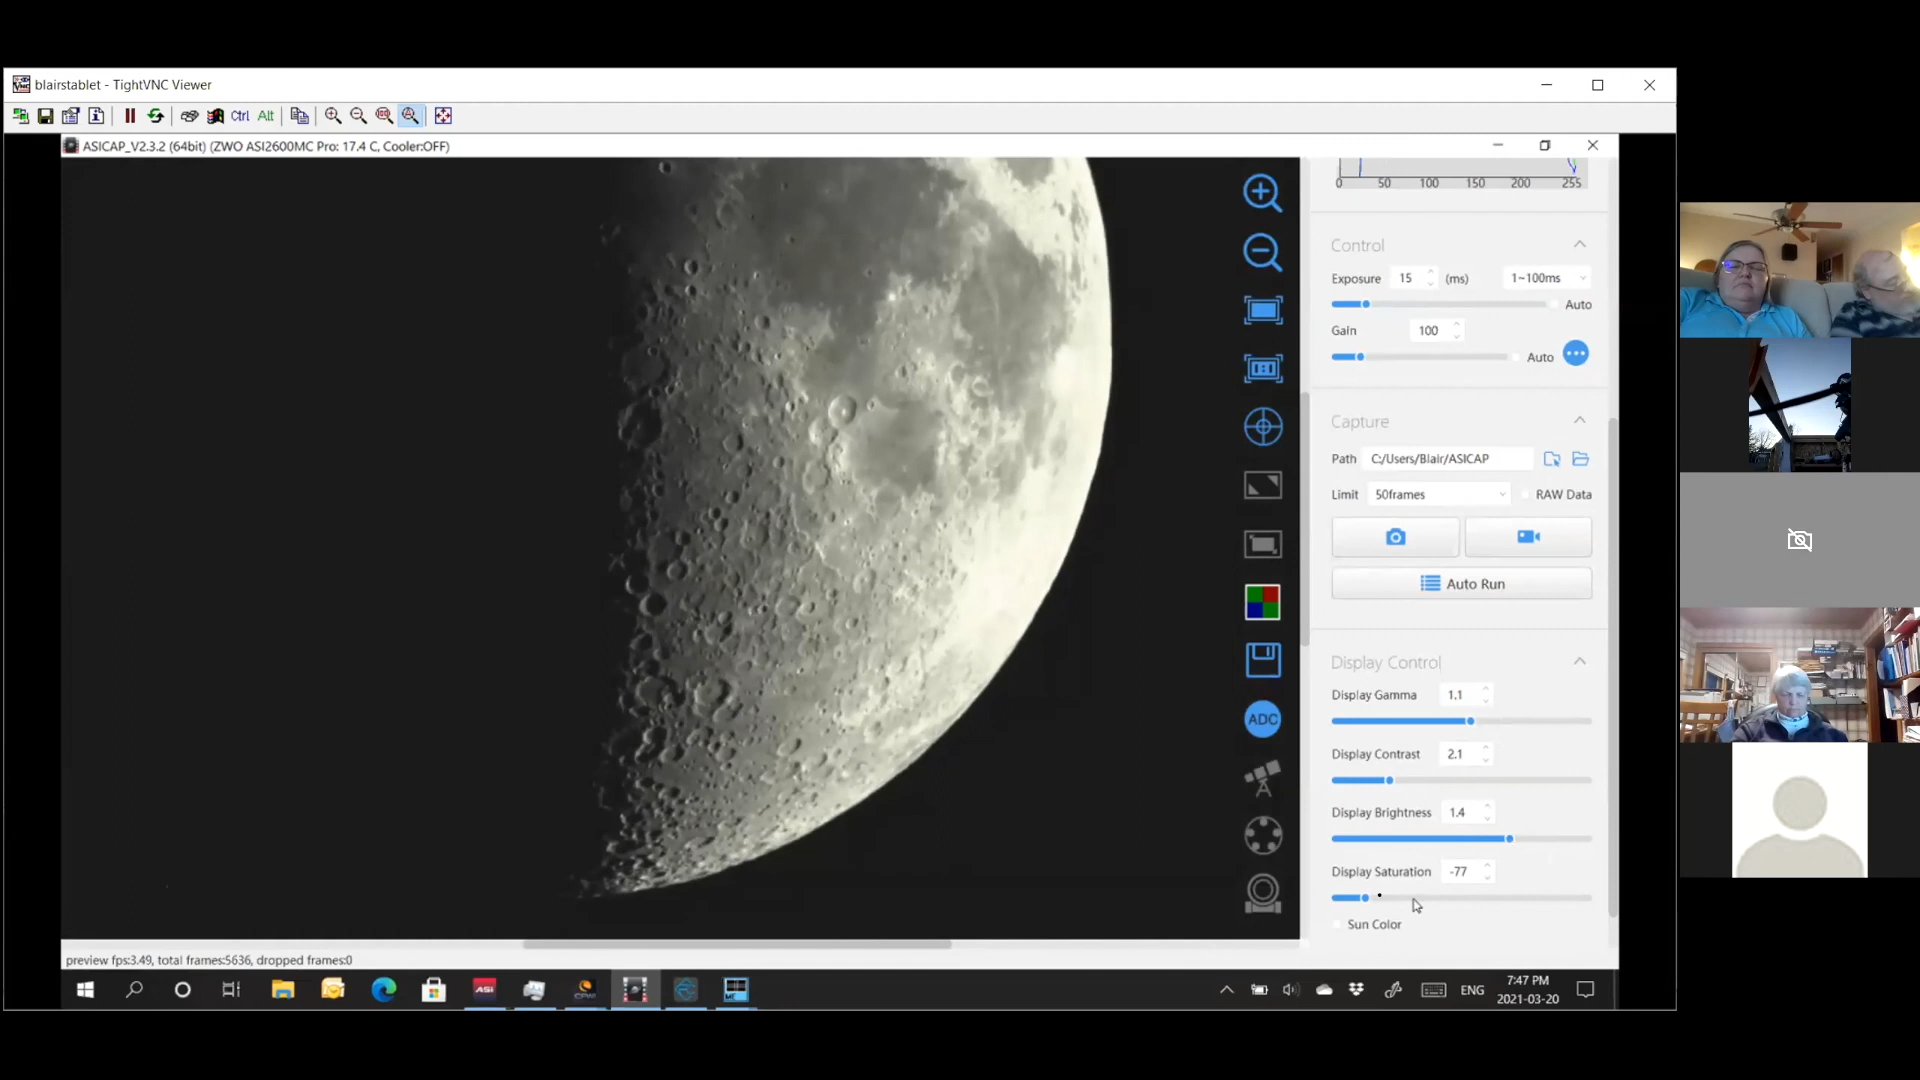 blairstablet - TightVNC Viewer
Ctrl Alt
ASICAP_V2.3.2 (64bit) (ZWO ASI2600MC Pro: 17.4 C, Cooler:OFF)
0 50 100 150 200 255
Control
Exposure 15 (ms) 1~100ms
Auto
Gain 100
Auto
Capture
Path C:/Users/Blair/ASICAP
Limit 50frames RAW Data
Auto Run
Display Control
ADC
Display Gamma 1.1
Display Contrast 2.1
Display Brightness 1.4
Display Saturation -77
Sun Color
preview fps:3.49, total frames:5636, dropped frames:0
ASI
CPWI
ENG
7:47 PM
2021-03-20